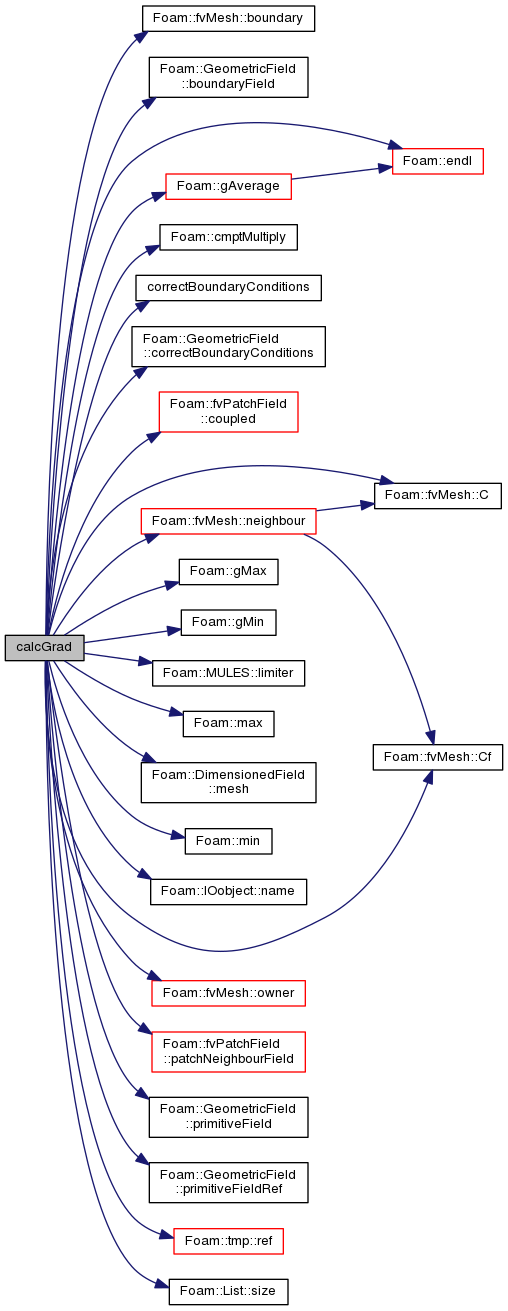 Foam::fvMesh::boundary
Foam::GeometricField
::boundaryField
Foam::endl
Foam::gAverage
Foam::cmptMultiply
correctBoundaryConditions
Foam::GeometricField
::correctBoundaryConditions
Foam::fvPatchField
::coupled
Foam::fvMesh::C
Foam::fvMesh::neighbour
Foam::gMax
Foam::gMin
calcGrad
Foam::MULES::limiter
Foam::max
Foam::fvMesh::Cf
Foam::DimensionedField
::mesh
Foam::min
Foam::IOobject::name
Foam::fvMesh::owner
Foam::fvPatchField
::patchNeighbourField
Foam::GeometricField
::primitiveField
Foam::GeometricField
::primitiveFieldRef
Foam::tmp::ref
Foam::List::size